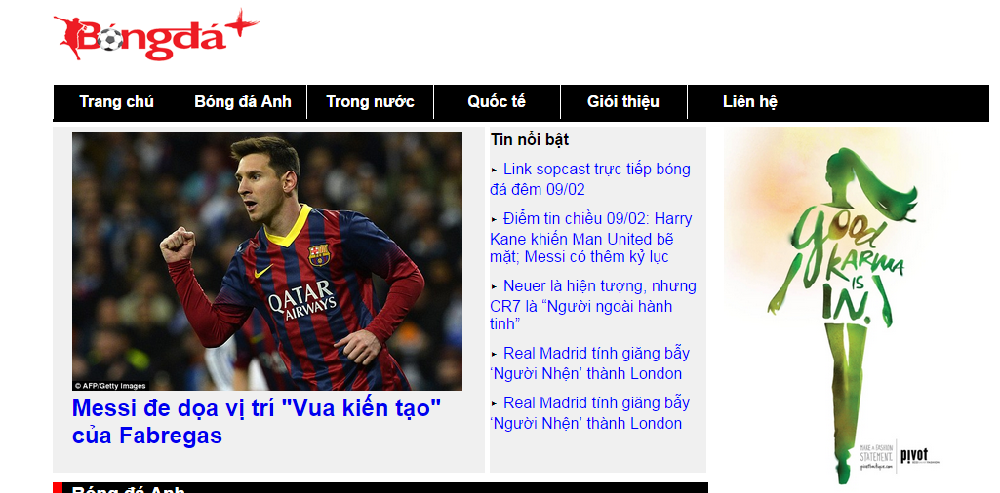 Bóngdá+
Trang chủ
Bóng đá Anh
Trong nước
Quốc tế
Giói thiệu
Liên hệ
QATAR
AIRWAYS
© AFP/Getty Images
Messi đe dọa vị trí "Vua kiến tạo"
của Fabregas
Tin nổi bật
Link sopcast trực tiếp bóng
đá đêm 09/02
Điểm tin chiều 09/02: Harry
Kane khiến Man United bẽ
mặt; Messi có thêm kỷ lục
Neuer là hiện tượng, nhưng
CR7 là “Người ngoài hành
tinh”
Real Madrid tính giăng bẫy
‘Người Nhện’ thành London
Real Madrid tính giăng bẫy
‘Người Nhện’ thành London
good
KARMA
IS
IN.
MAKE A FASHION
STATEMENT.
pivot
Bóng đá Anh